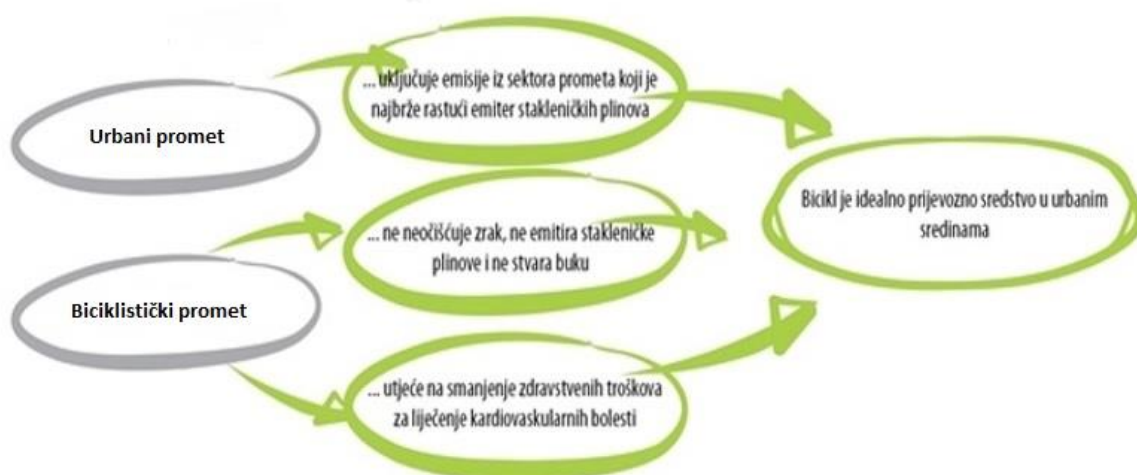 Urbani promet
... uključuje emisije iz sektora prometa koji je
najbrže rastući emiter stakleničkih plinova
Biciklistički promet
... ne neočišćuje zrak, ne emitira stakleničke
plinove i ne stvara buku
... utjeće na smanjenje zdravstvenih troškova
za liječenje kardiovaskularnih bolesti
Bicikl je idealno prijevozno sredstvo u urbanim
sredinama